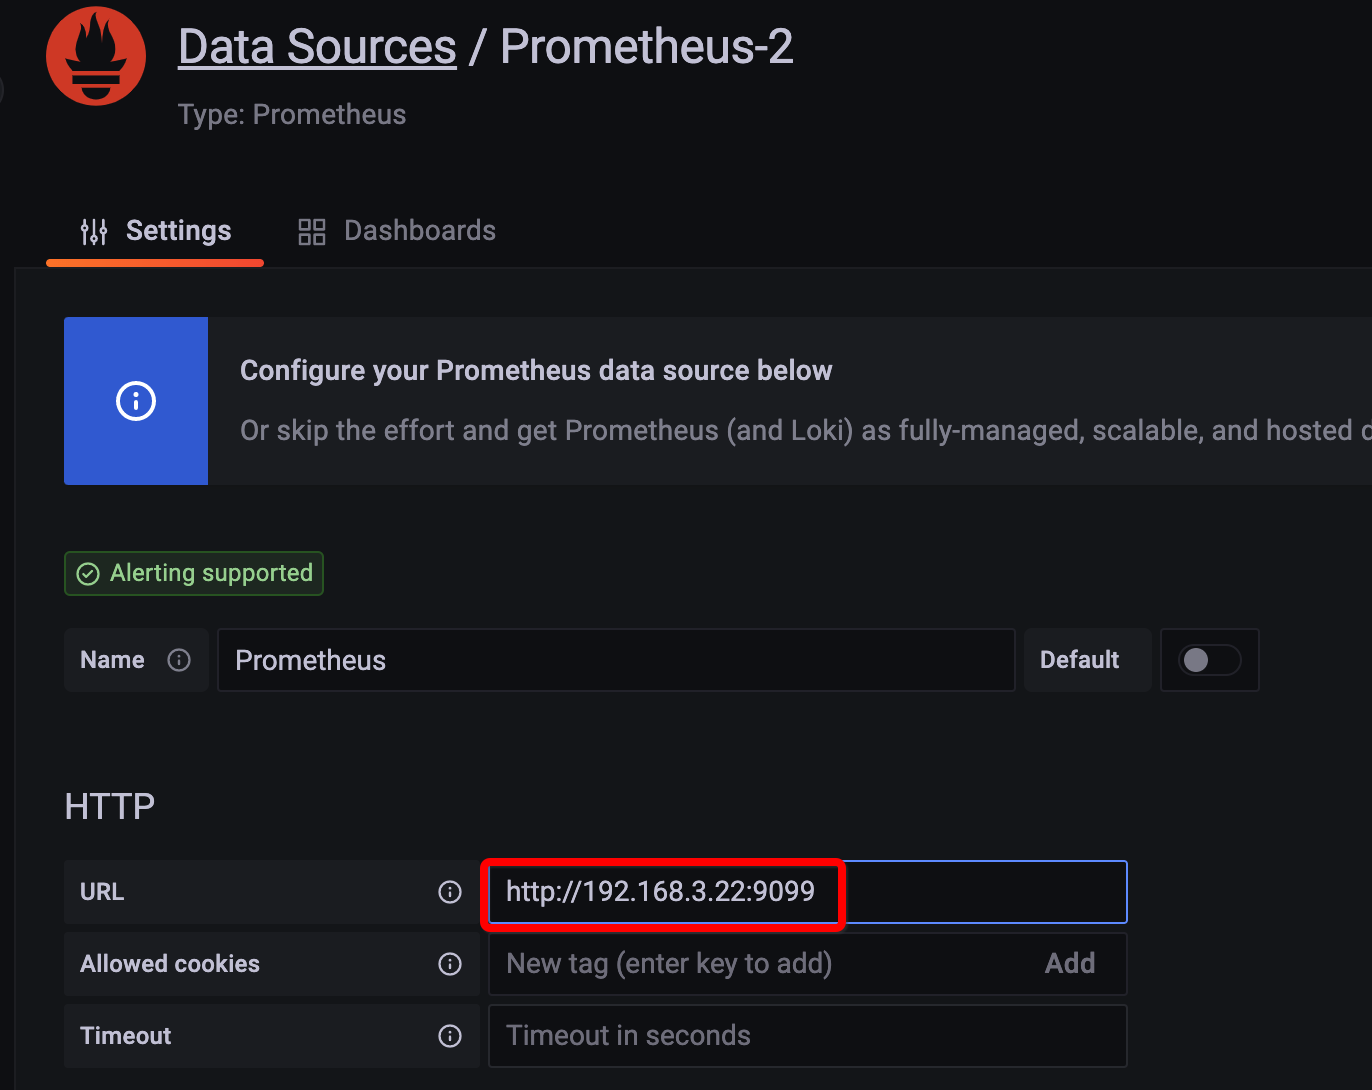 Data Sources / Prometheus-2
Type: Prometheus
Settings
Dashboards
Configure your Prometheus data source below
Or skip the effort and get Prometheus (and Loki) as fully-managed, scalable, and hosted
Alerting supported
Name
Prometheus
Default
HTTP
URL
http://192.168.3.22:9099
Allowed cookies
New tag (enter key to add)
Add
Timeout
Timeout in seconds